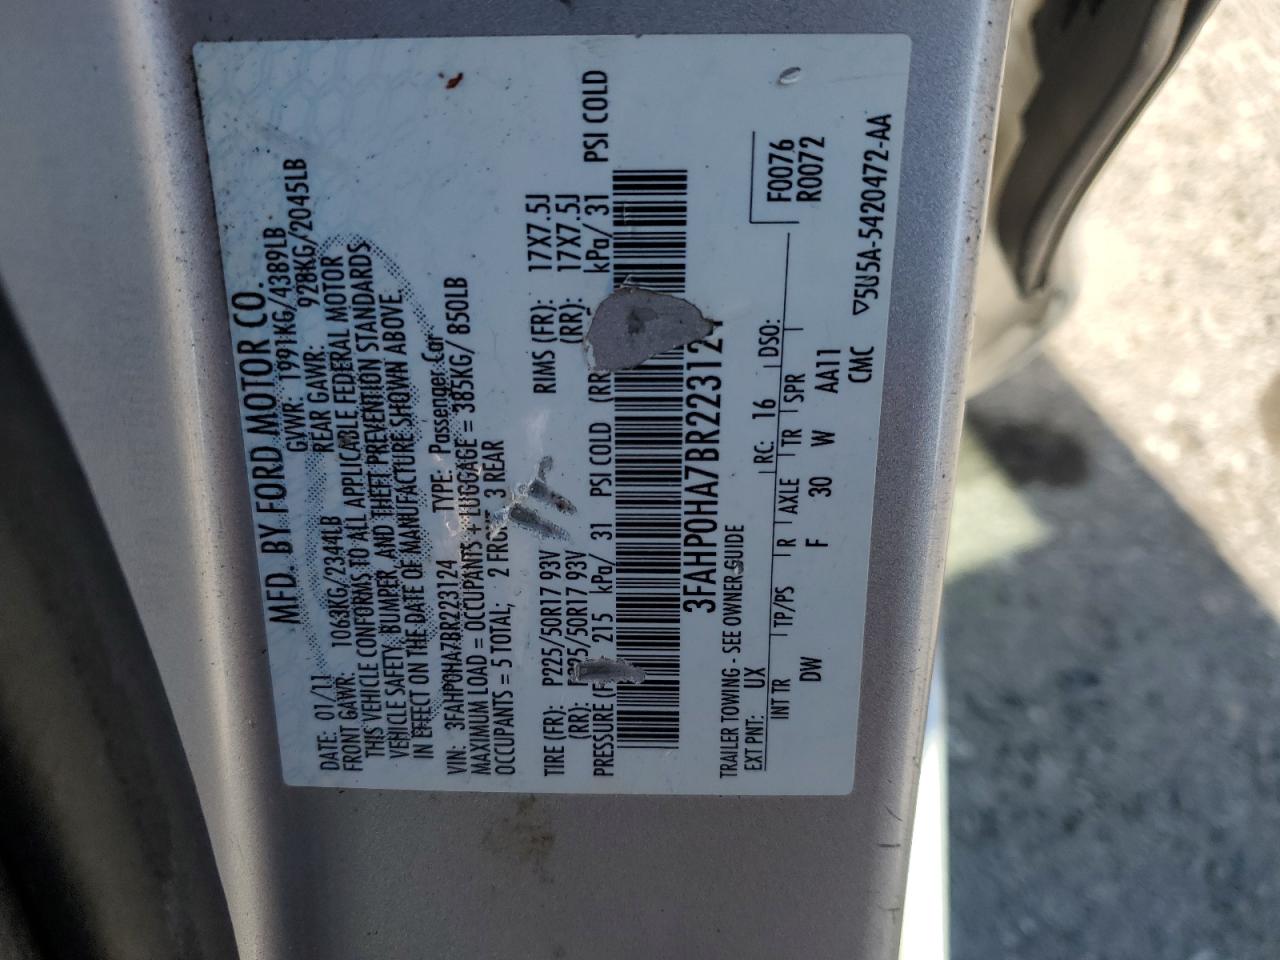 MFD. BY FORD MOTOR CO.
DATE: 01/11 GVWR: 1991KG/4389LB
FRONT GAWR: 1063KG/2344LB REAR GAWR: 928KG/2045LB
THIS VEHICLE CONFORMS TO ALL APPLICABLE FEDERAL MOTOR
VEHICLE SAFETY, BUMPER, AND THEFT PREVENTION STANDARDS
IN EFFECT ON THE DATE OF MANUFACTURE SHOWN ABOVE.
VIN: 3FAHP0HA7BR223124 TYPE: Passenger Car
MAXIMUM LOAD = OCCUPANTS + LUGGAGE = 385KG/ 850LB
OCCUPANTS = 5 TOTAL; 2 FRONT 3 REAR
TIRE (FR): P225/50R17 93V RIMS (FR): 17X7.5J
(RR): P225/50R17 93V (RR): 17X7.5J
PRESSURE (F 215 kPa/ 31 PSI COLD (RR kPa/ 31 PSI COLD
3FAHP0HA7BR223124
TRAILER TOWING - SEE OWNER GUIDE
EXT PNT: UX RC: 16 DSO: F0076
R0072
INT TR TP/PS R AXLE TR SPR
DW F 30 W AA11
CMC ▽5U5A-5420472-AA